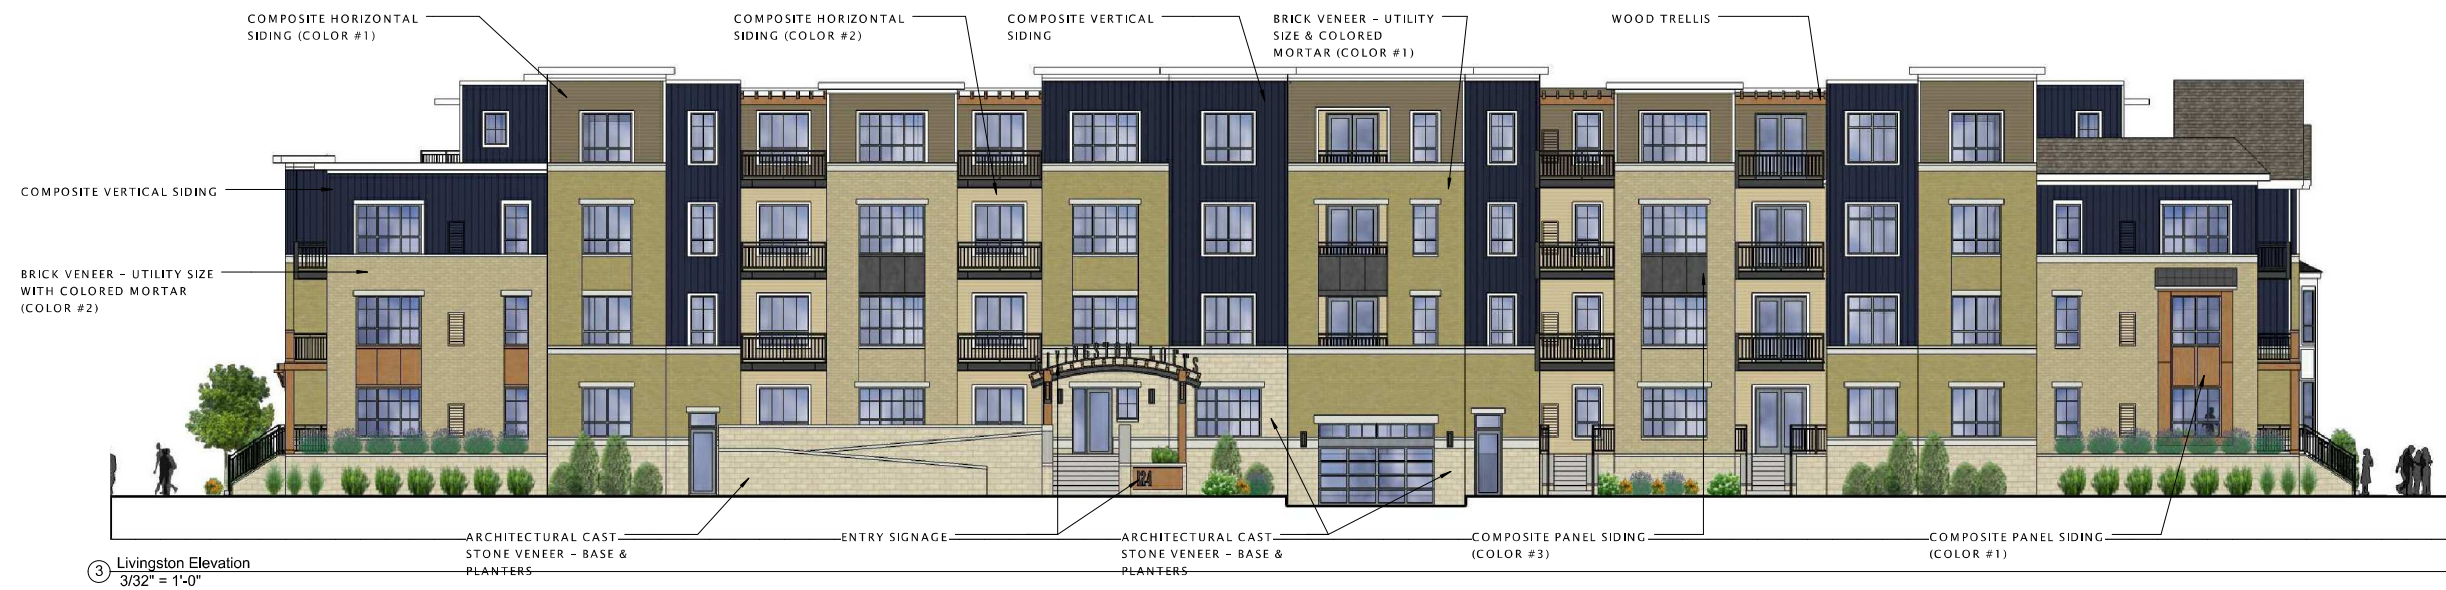 COMPOSITE HORIZONTAL
SIDING (COLOR #1)
COMPOSITE HORIZONTAL
SIDING (COLOR #2)
COMPOSITE VERTICAL
SIDING
BRICK VENEER - UTILITY
SIZE & COLORED
MORTAR (COLOR #1)
WOOD TRELLIS
COMPOSITE VERTICAL SIDING
BRICK VENEER - UTILITY SIZE
WITH COLORED MORTAR
(COLOR #2)
LIVINGSTON LOFTS
124
ARCHITECTURAL CAST
STONE VENEER - BASE &
PLANTERS
ENTRY SIGNAGE
ARCHITECTURAL CAST
STONE VENEER - BASE &
PLANTERS
COMPOSITE PANEL SIDING
(COLOR #3)
COMPOSITE PANEL SIDING
(COLOR #1)
3 Livingston Elevation
3/32" = 1'-0"